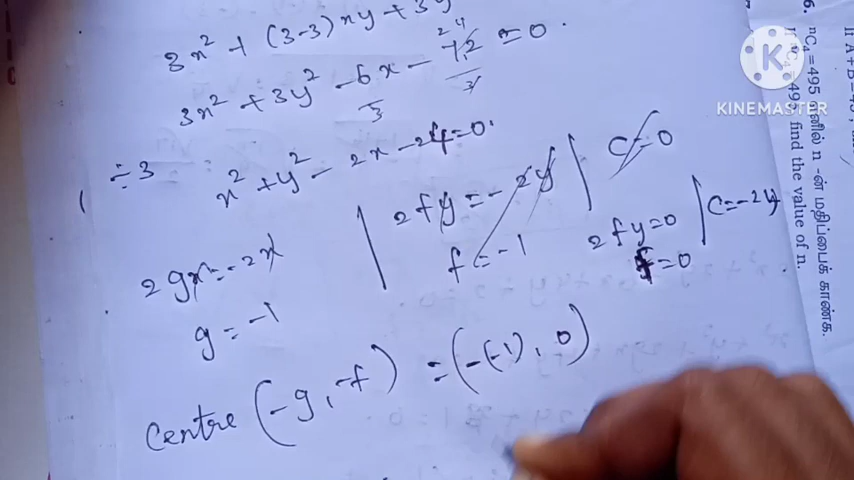 3x² + (3-3)xy + 3y
3x² + 3y² - 6x - 72 = 0.
÷ 3 x² + y² - 2x - 24 = 0.
2gx = -2x
g = -1
2fy = -2y
f = -1
C = 0
2fy = 0
f = 0
C = -24
Centre (-g, -f) = (-(-1), 0)
KINEMASTER
6. nC₄ = 495 எனில் n -ன் மதிப்பைக் காண்க.
If nC₄ = 495, find the value of n.